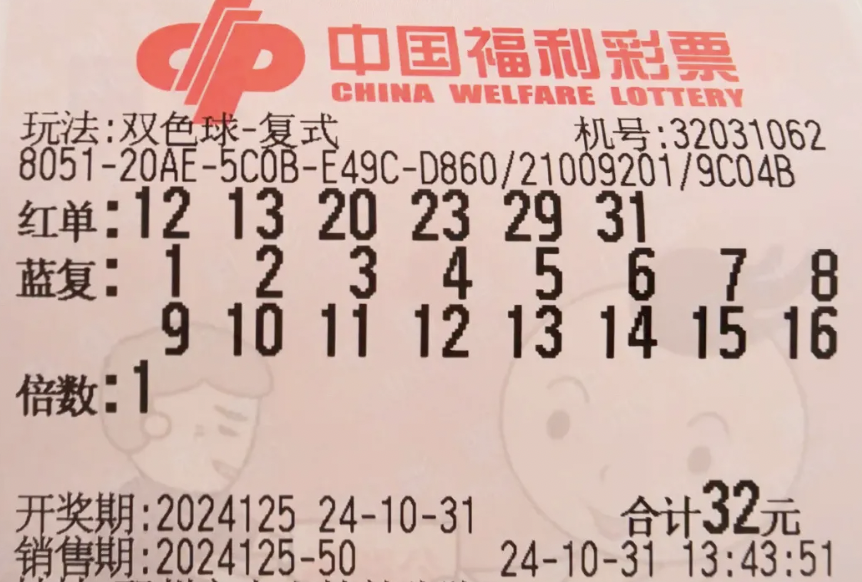 中国福利彩票
CHINA WELFARE LOTTERY
玩法:双色球-复式 机号:32031062
8051-20AE-5C0B-E49C-D860/21009201/9C04B
红单:12 13 20 23 29 31
蓝复: 1 2 3 4 5 6 7 8
9 10 11 12 13 14 15 16
倍数:1
开奖期:2024125 24-10-31 合计32元
销售期:2024125-50 24-10-31 13:43:51